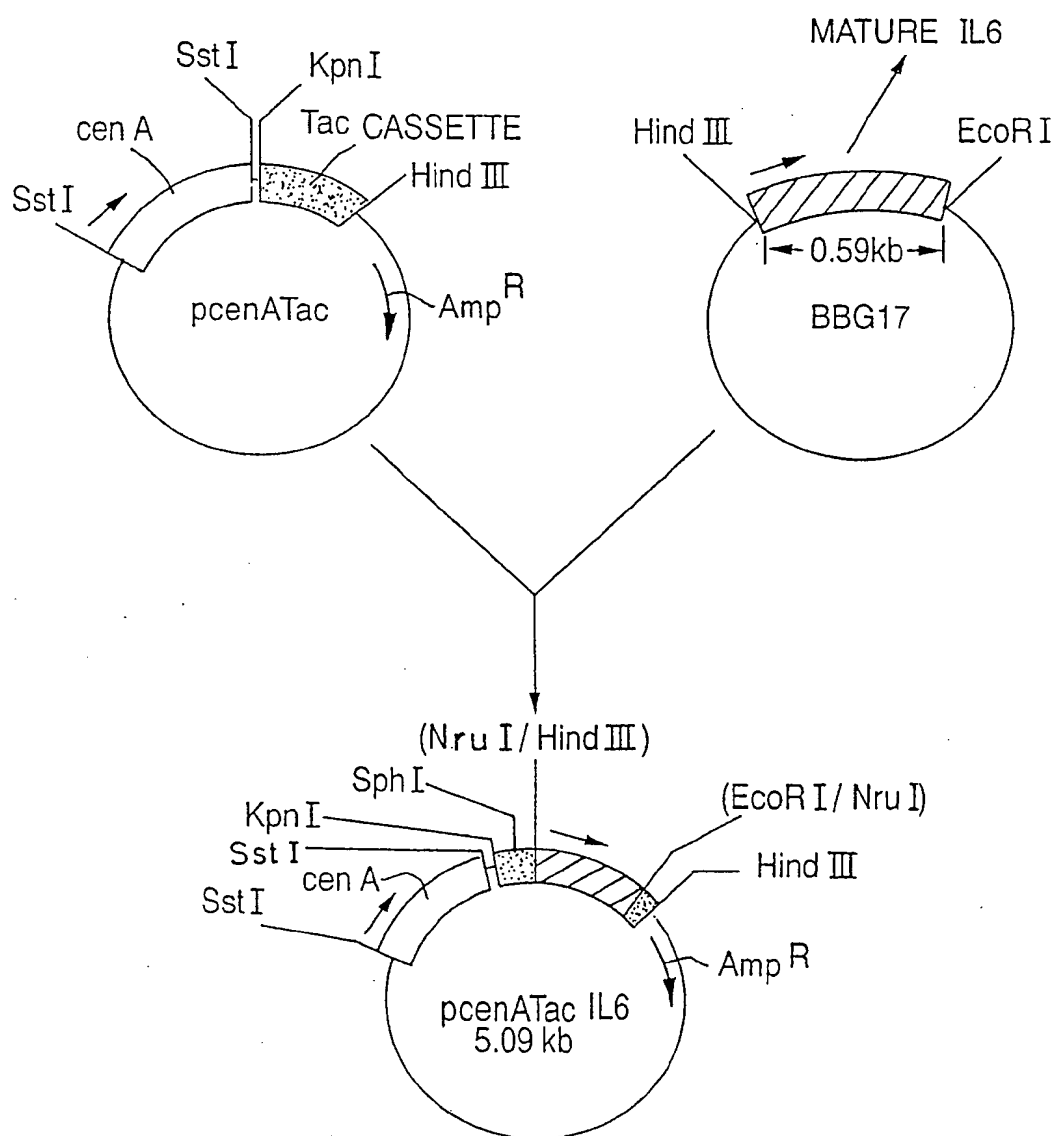 MATURE IL6
Sst I
Kpn I
Tac CASSETTE
cen A
Hind III
Sst I
pcenATac
Amp R
Hind III
EcoR I
0.59kb
BBG17
(Nru I / Hind III)
Sph I
(EcoR I / Nru I)
Kpn I
Sst I
Hind III
cen A
Sst I
Amp R
pcenATac IL6
5.09 kb